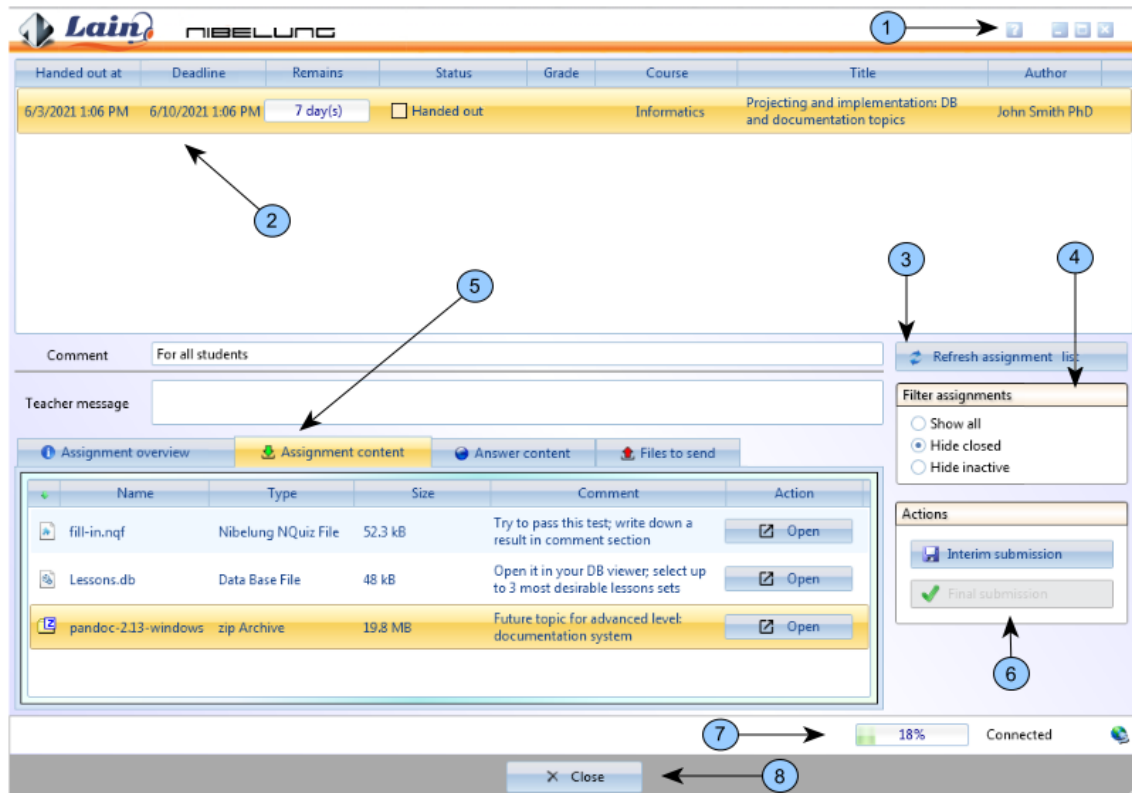 Lain NIBELUNG 1 ?
Handed out at Deadline Remains Status Grade Course Title Author
6/3/2021 1:06 PM 6/10/2021 1:06 PM 7 day(s) Handed out Informatics Projecting and implementation: DB
and documentation topics John Smith PhD
2
3
4
5
Comment For all students
Refresh assignment list
Teacher message
Filter assignments
Show all
Hide closed
Hide inactive
Assignment overview Assignment content Answer content Files to send
Name Type Size Comment Action
fill-in.nqf Nibelung NQuiz File 52.3 kB Try to pass this test; write down a
result in comment section Open
Lessons.db Data Base File 48 kB Open it in your DB viewer; select up
to 3 most desirable lessons sets Open
pandoc-2.13-windows zip Archive 19.8 MB Future topic for advanced level:
documentation system Open
Actions
Interim submission
Final submission
6
7 18% Connected
Close 8